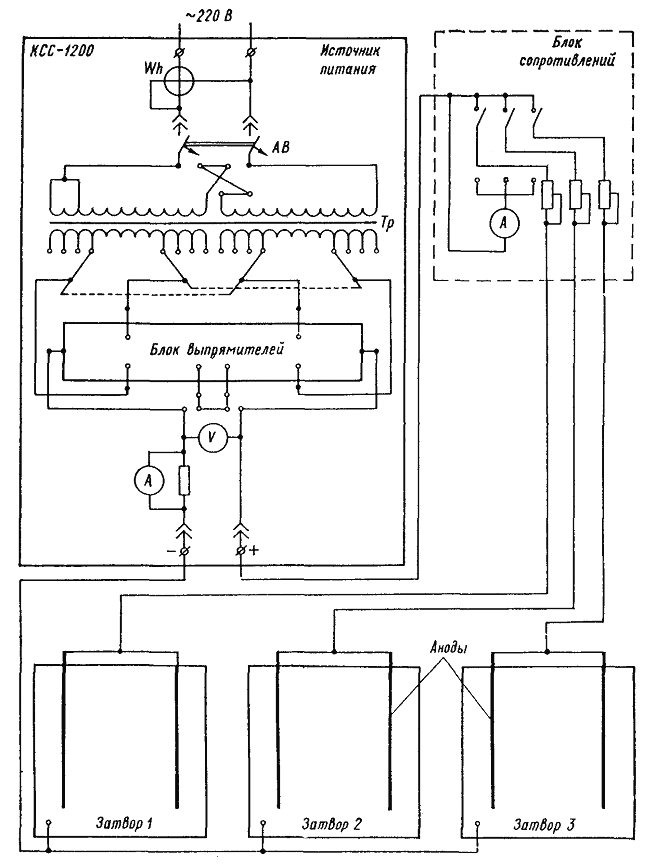 ~220 В
КСС-1200
Источник
питания
Wh
АВ
Тр
Блок выпрямителей
V
А
−
+
Блок
сопротивлений
А
Аноды
Затвор 1
Затвор 2
Затвор 3